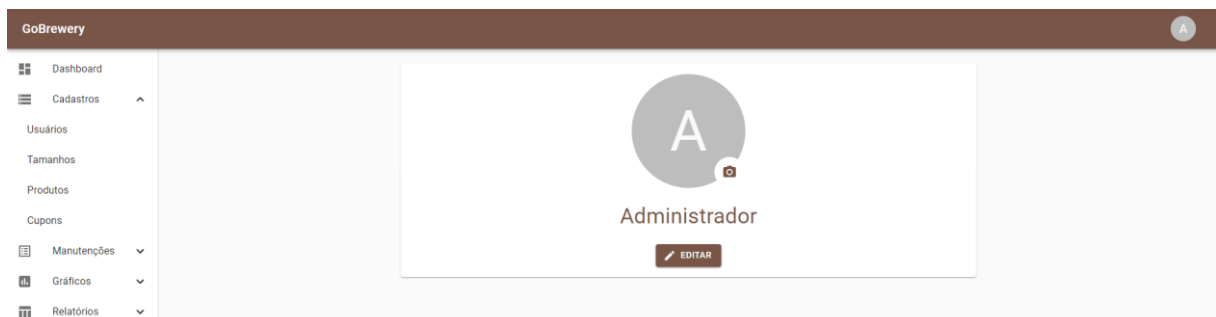 GoBrewery
A
Dashboard
Cadastros
Usuários
Tamanhos
Produtos
Cupons
Manutenções
Gráficos
Relatórios
A
Administrador
EDITAR